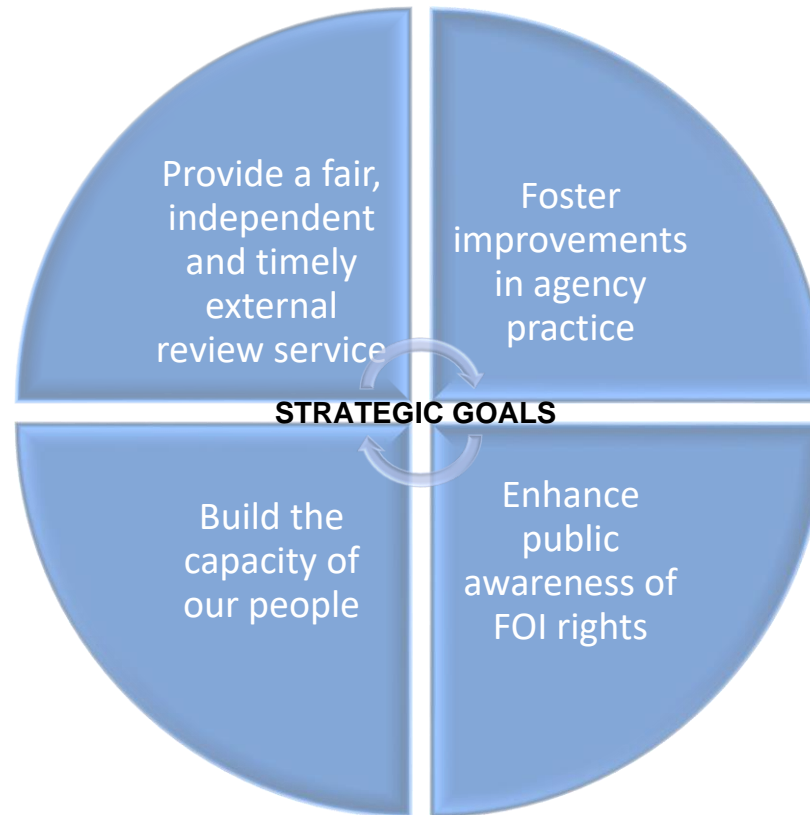 Provide a fair,
independent
and timely
external
review service
Foster
improvements
in agency
practice
STRATEGIC GOALS
Build the
capacity of
our people
Enhance
public
awareness of
FOI rights